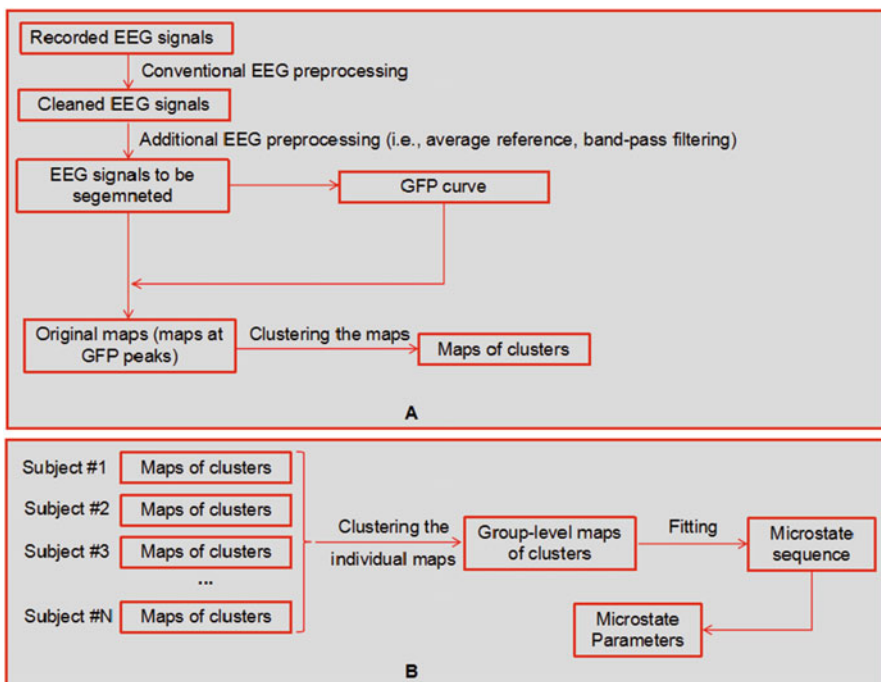 Recorded EEG signals
Conventional EEG preprocessing
Cleaned EEG signals
Additional EEG preprocessing (i.e., average reference, band-pass filtering)
EEG signals to be
segemneted
GFP curve
Original maps (maps at
GFP peaks)
Clustering the maps
Maps of clusters
A
Subject #1
Maps of clusters
Subject #2
Maps of clusters
Subject #3
Maps of clusters
...
Subject #N
Maps of clusters
Clustering the
individual maps
Group-level maps
of clusters
Fitting
Microstate
sequence
Microstate
Parameters
B